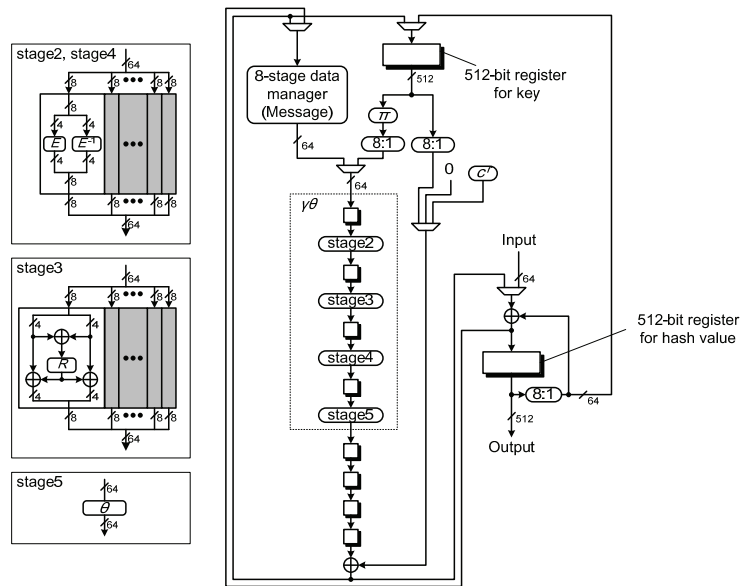 stage2, stage4
64
8 8 8 8
8
4 4
E E⁻¹
4 4
8
8 8 8 8
64
stage3
64
8 8 8 8
4 4
R
4 4
8 8 8 8
64
stage5
64
θ
64
8-stage data
manager
(Message)
64
512-bit register
for key
512
π
8:1
8:1
64
0
cʳ
γθ
stage2
stage3
stage4
stage5
Input
64
512-bit register
for hash value
8:1
64
512
Output